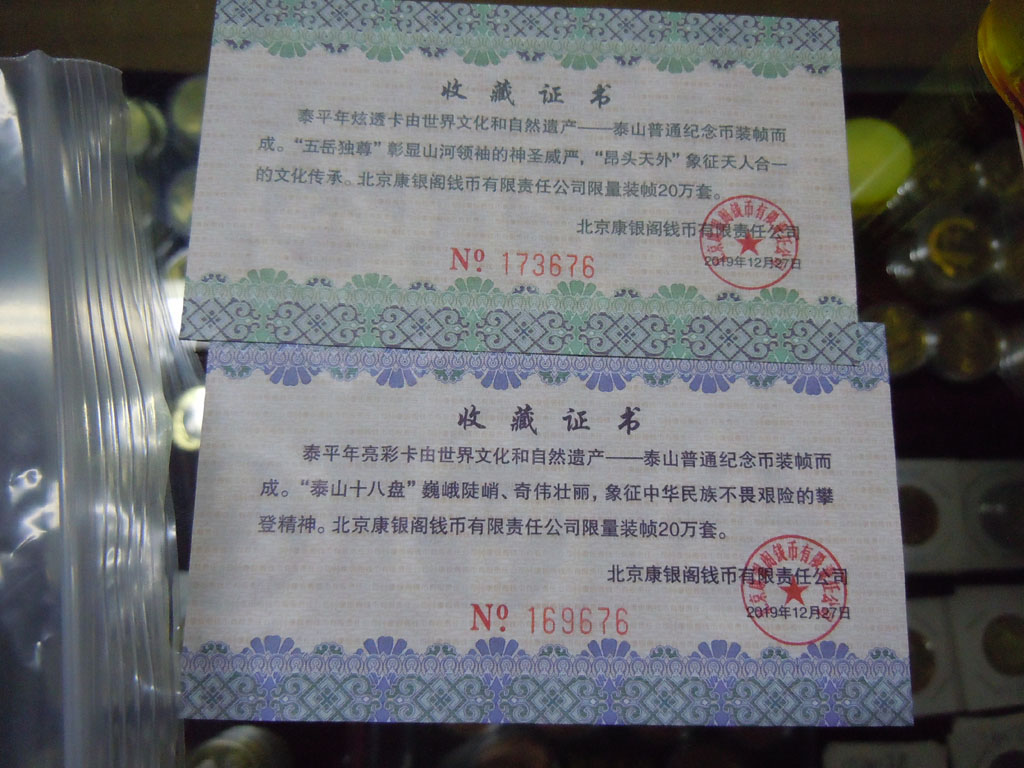 收藏证书
泰平年炫透卡由世界文化和自然遗产——泰山普通纪念币装帧而
成。“五岳独尊”彰显山河领袖的神圣威严，“昂头天外”象征天人合一
的文化传承。北京康银阁钱币有限责任公司限量装帧20万套。
北京康银阁钱币有限责任公司
2019年12月27日
Nº 173676
收藏证书
泰平年亮彩卡由世界文化和自然遗产——泰山普通纪念币装帧而
成。“泰山十八盘”巍峨陡峭、奇伟壮丽，象征中华民族不畏艰险的攀
登精神。北京康银阁钱币有限责任公司限量装帧20万套。
北京康银阁钱币有限责任公司
2019年12月27日
Nº 169676